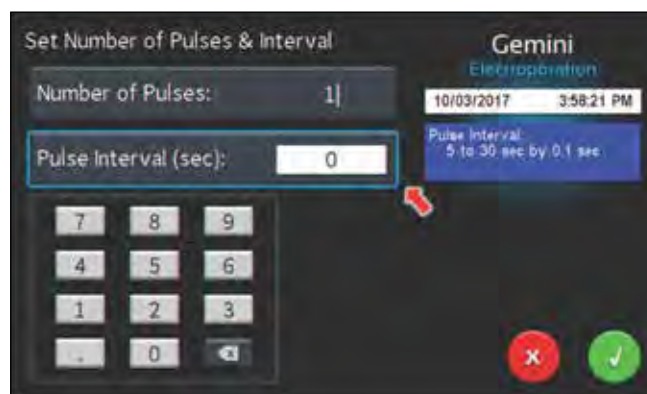 Set Number of Pulses & Interval
Number of Pulses: 1
Pulse Interval (sec): 0
7 8 9
4 5 6
1 2 3
. 0
Gemini
Electroporation
10/03/2017 3:58:21 PM
Pulse Interval
5 to 30 sec by 0.1 sec